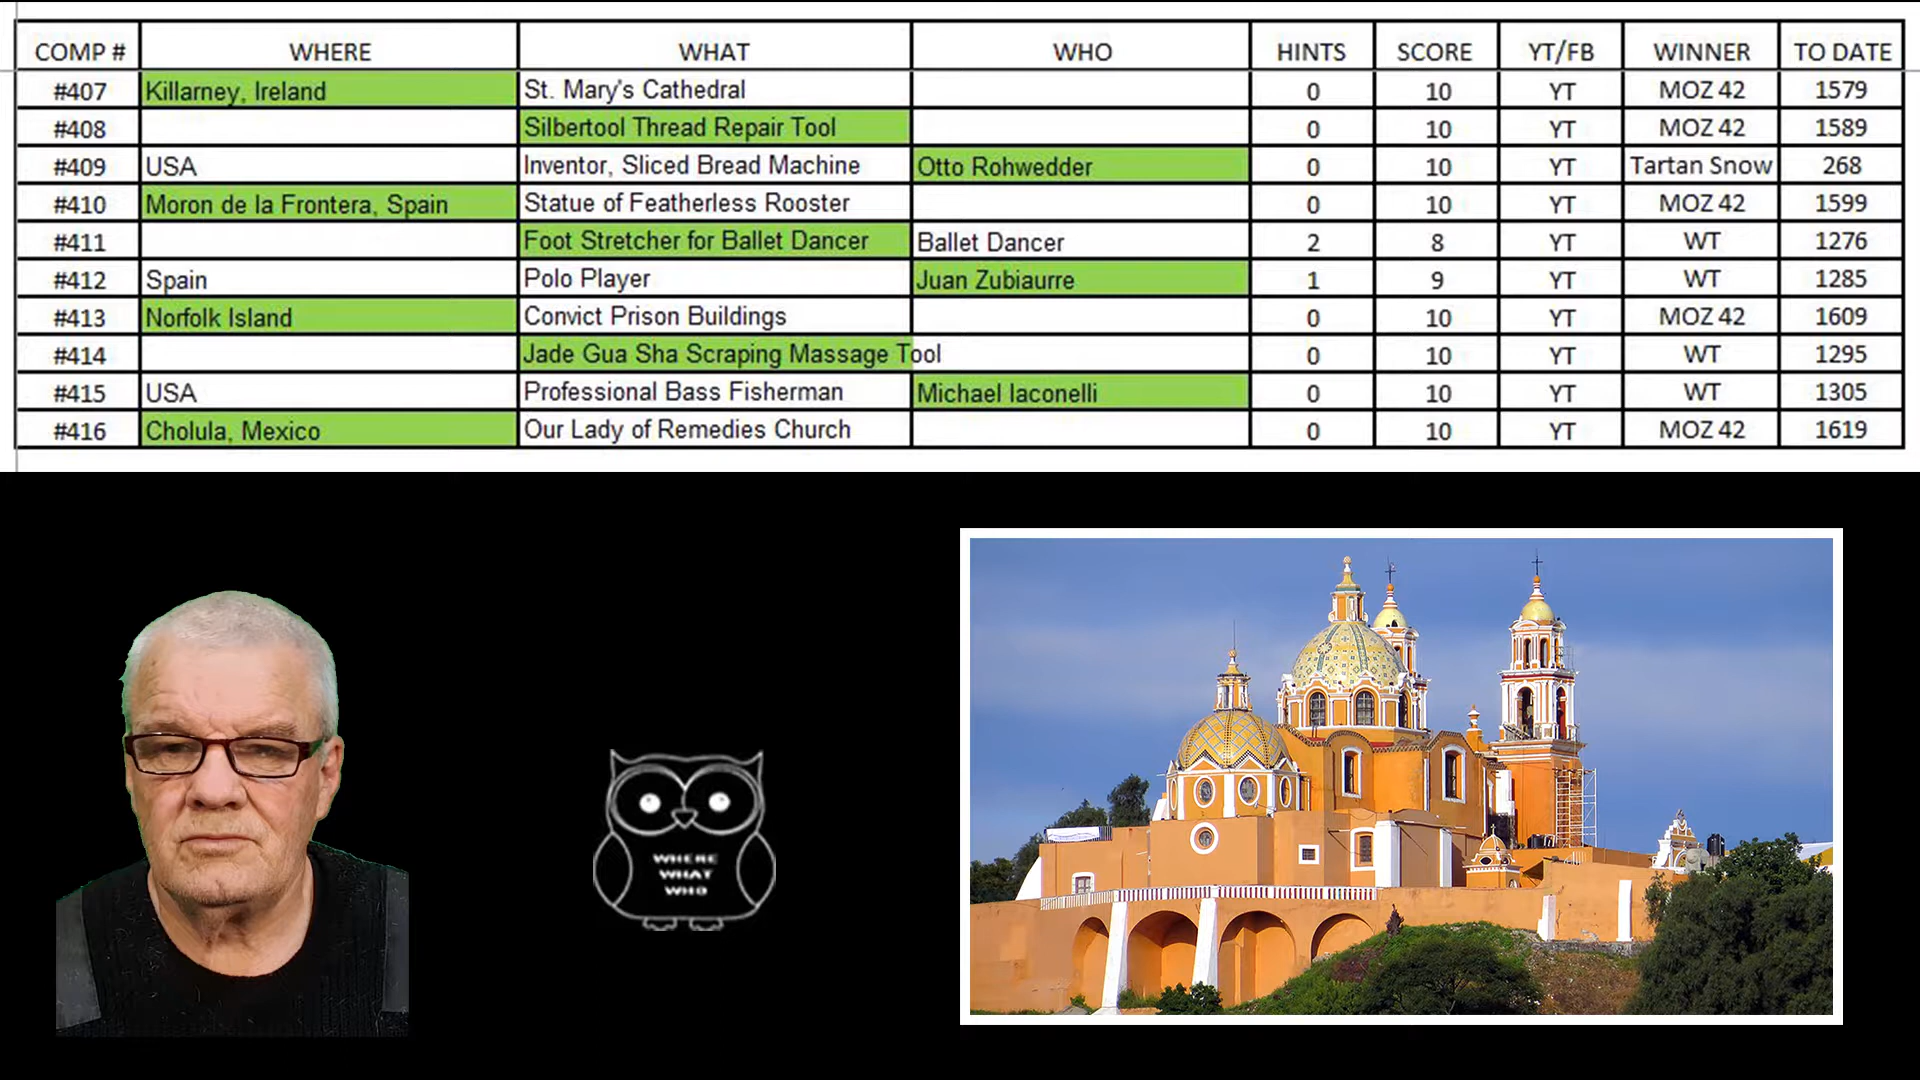 COMP # WHERE WHAT WHO HINTS SCORE YT/FB WINNER TO DATE
#407 Killarney, Ireland St. Mary's Cathedral 0 10 YT MOZ 42 1579
#408 Silbertool Thread Repair Tool 0 10 YT MOZ 42 1589
#409 USA Inventor, Sliced Bread Machine Otto Rohwedder 0 10 YT Tartan Snow 268
#410 Moron de la Frontera, Spain Statue of Featherless Rooster 0 10 YT MOZ 42 1599
#411 Foot Stretcher for Ballet Dancer Ballet Dancer 2 8 YT WT 1276
#412 Spain Polo Player Juan Zubiaurre 1 9 YT WT 1285
#413 Norfolk Island Convict Prison Buildings 0 10 YT MOZ 42 1609
#414 Jade Gua Sha Scraping Massage Tool 0 10 YT WT 1295
#415 USA Professional Bass Fisherman Michael Iaconelli 0 10 YT WT 1305
#416 Cholula, Mexico Our Lady of Remedies Church 0 10 YT MOZ 42 1619
WHERE
WHAT
WHO